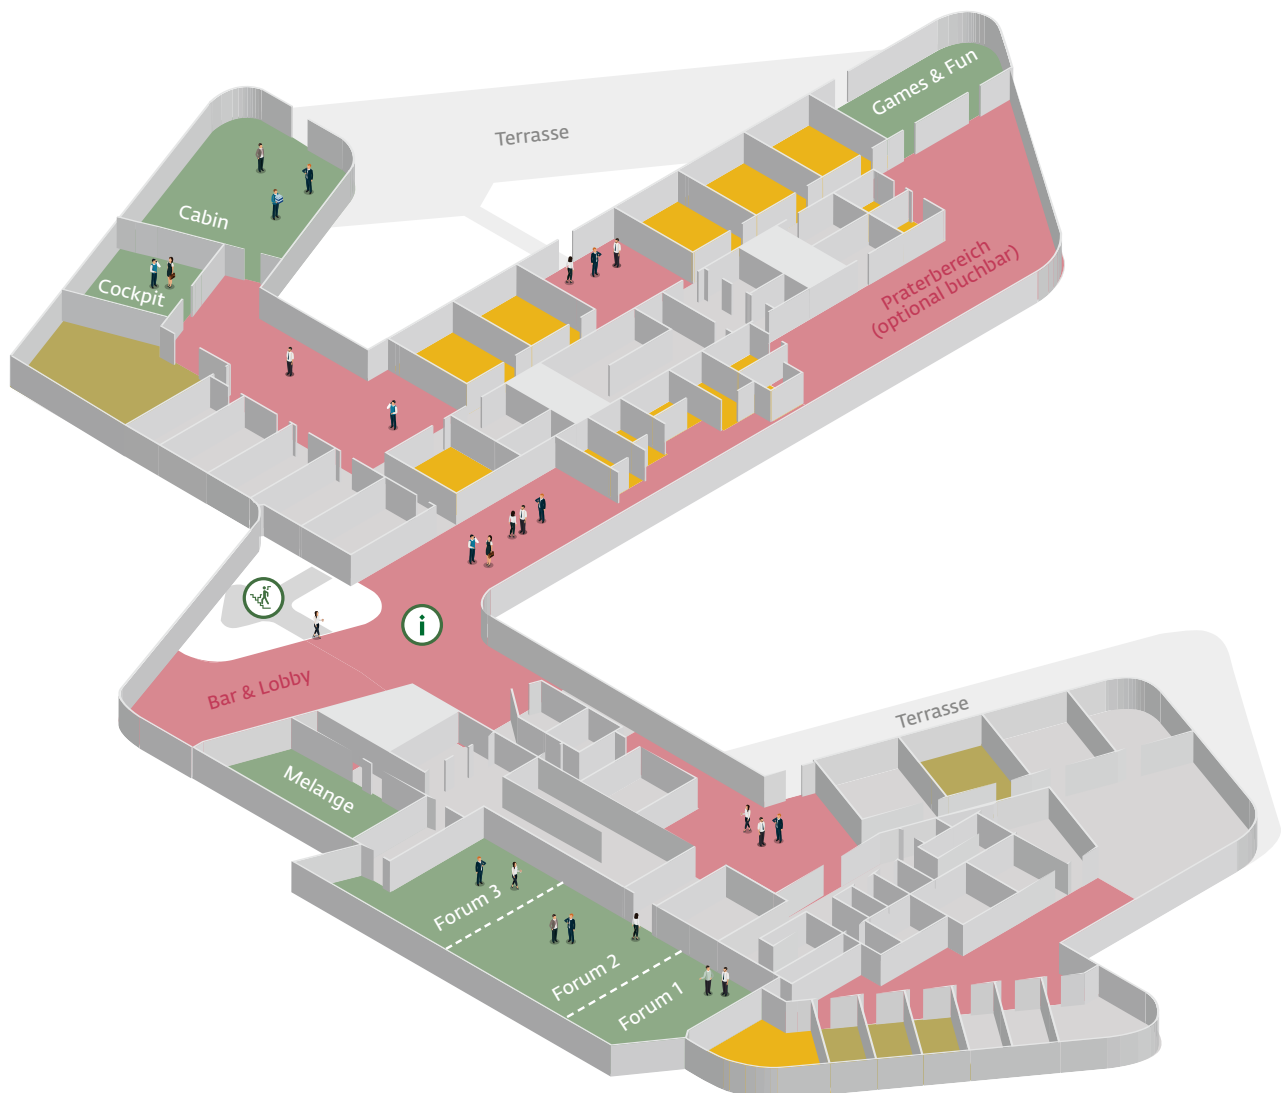 Games & Fun
Terrasse
Cabin
Cockpit
Praterbereich
(optional buchbar)
i
Bar & Lobby
Terrasse
Melange
Forum 3
Forum 2
Forum 1